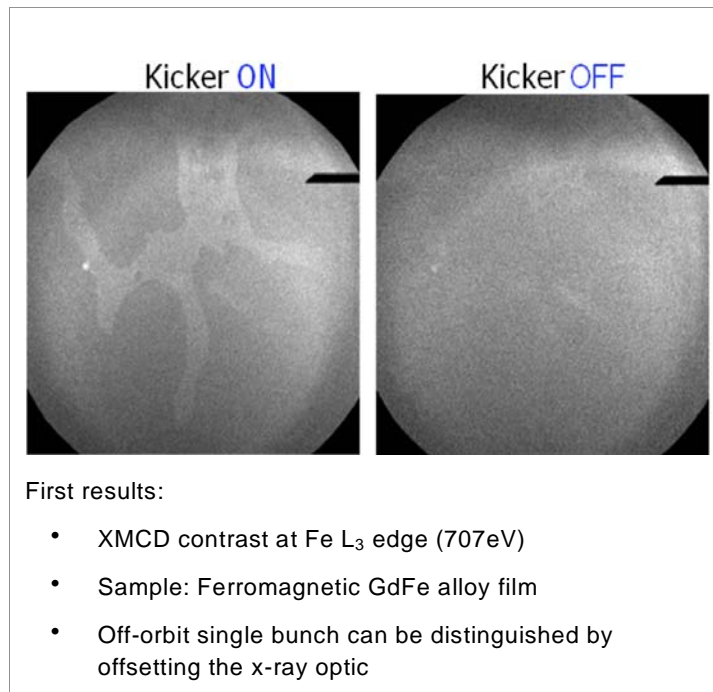 Kicker ON Kicker OFF
First results:
• XMCD contrast at Fe L₃ edge (707eV)
• Sample: Ferromagnetic GdFe alloy film
• Off-orbit single bunch can be distinguished by
offsetting the x-ray optic